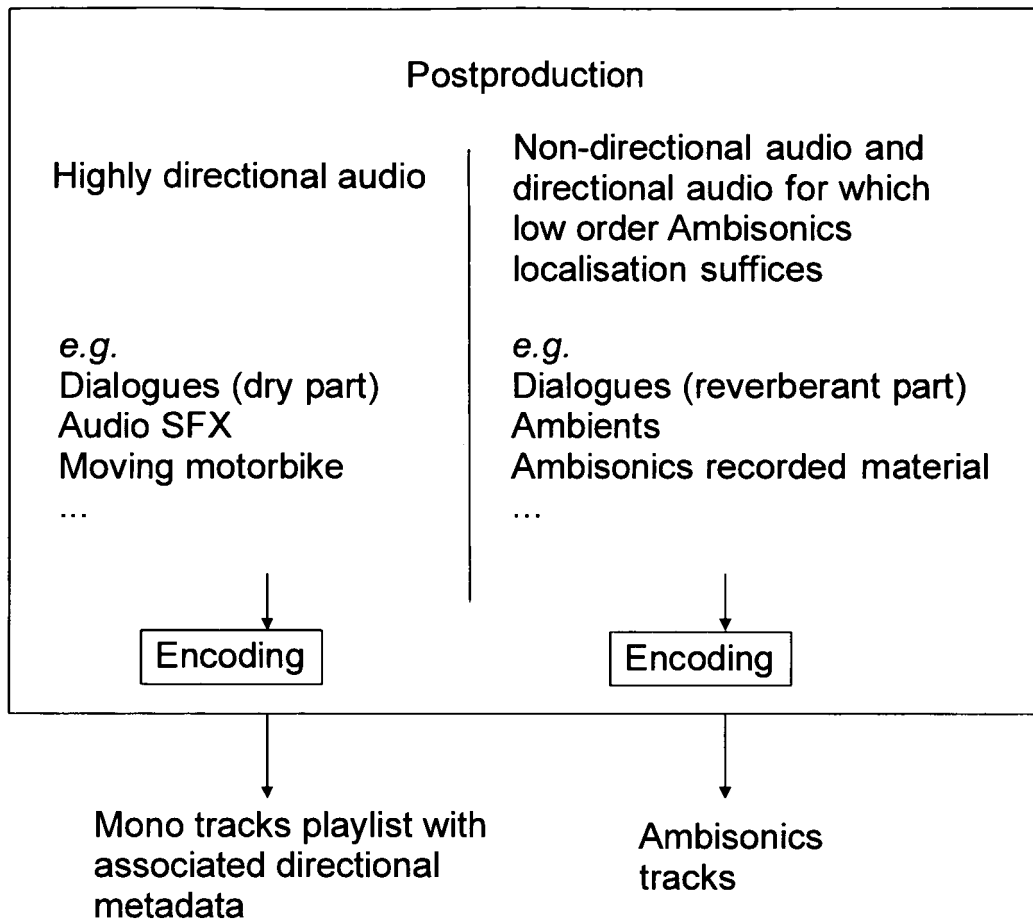 Postproduction
Highly directional audio
e.g.
Dialogues (dry part)
Audio SFX
Moving motorbike
...
Encoding
Mono tracks playlist with
associated directional
metadata
Non-directional audio and
directional audio for which
low order Ambisonics
localisation suffices
e.g.
Dialogues (reverberant part)
Ambients
Ambisonics recorded material
...
Encoding
Ambisonics
tracks